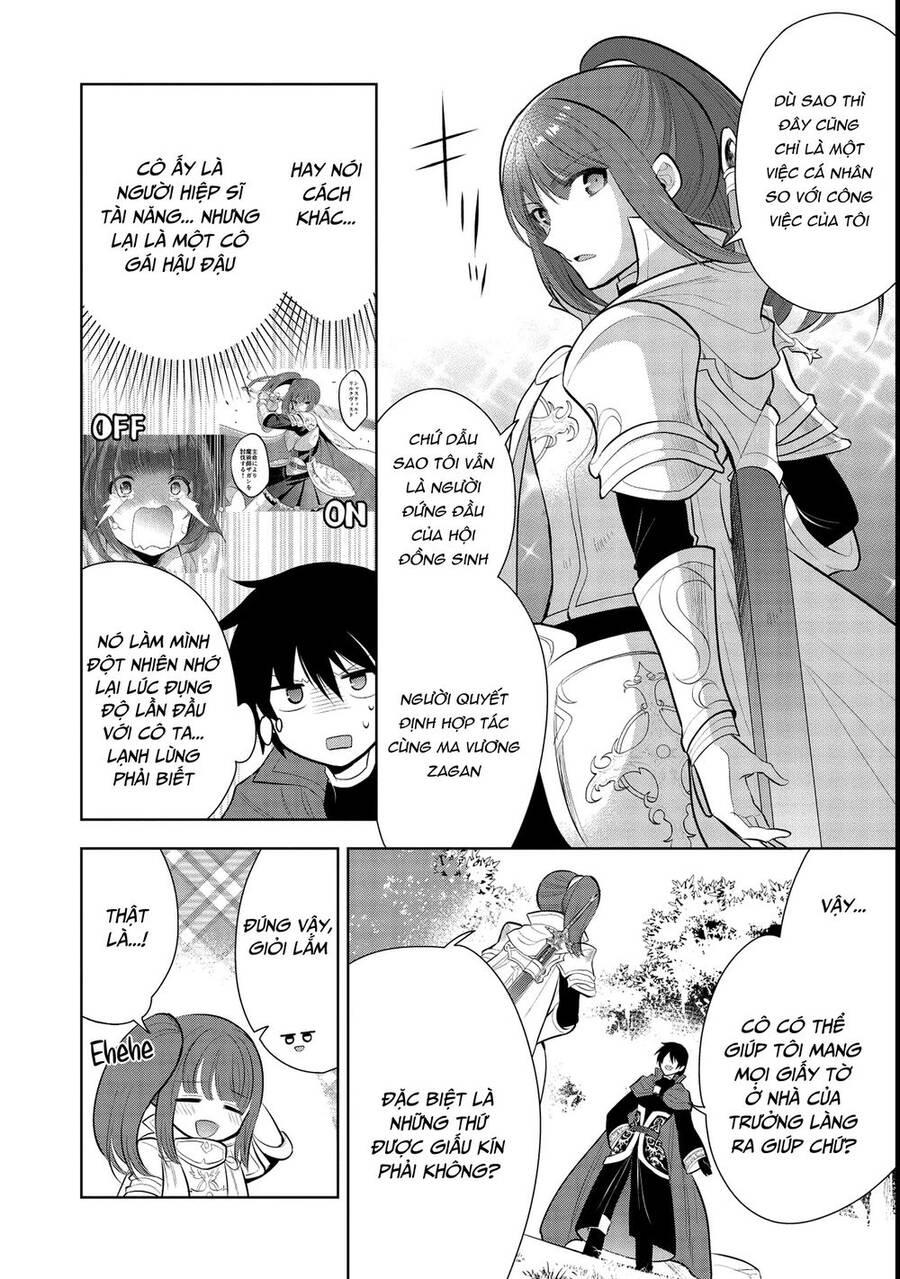 DÙ SAO THÌ
ĐÂY CŨNG
CHỈ LÀ MỘT
VIỆC CÁ NHÂN
SO VỚI CÔNG
VIỆC CỦA TÔI
CHỨ DẪU
SAO TÔI VẪN
LÀ NGƯỜI
ĐỨNG ĐẦU
CỦA HỘI
ĐỒNG SINH
NGƯỜI QUYẾT
ĐỊNH HỢP TÁC
CÙNG MA VƯƠNG
ZAGAN
HAY NÓI
CÁCH
KHÁC...
CÔ ẤY LÀ
NGƯỜI HIỆP SĨ
TÀI NĂNG... NHƯNG
LẠI LÀ MỘT CÔ
GÁI HẬU ĐẬU
OFF
ON
NÓ LÀM MÌNH
ĐỘT NHIÊN NHỚ
LẠI LÚC ĐỤNG
ĐỘ LẦN ĐẦU
VỚI CÔ TA...
LẠNH LÙNG
PHẢI BIẾT
VẬY...
CÔ CÓ THỂ
GIÚP TÔI MANG
MỌI GIẤY TỜ
Ở NHÀ CỦA
TRƯỞNG LÀNG
RA GIÚP CHỨ?
ĐẶC BIỆT LÀ
NHỮNG THỨ
ĐƯỢC GIẤU KÍN
PHẢI KHÔNG?
ĐÚNG VẬY,
GIỎI LẮM
THẬT
LÀ...!
Ehehe